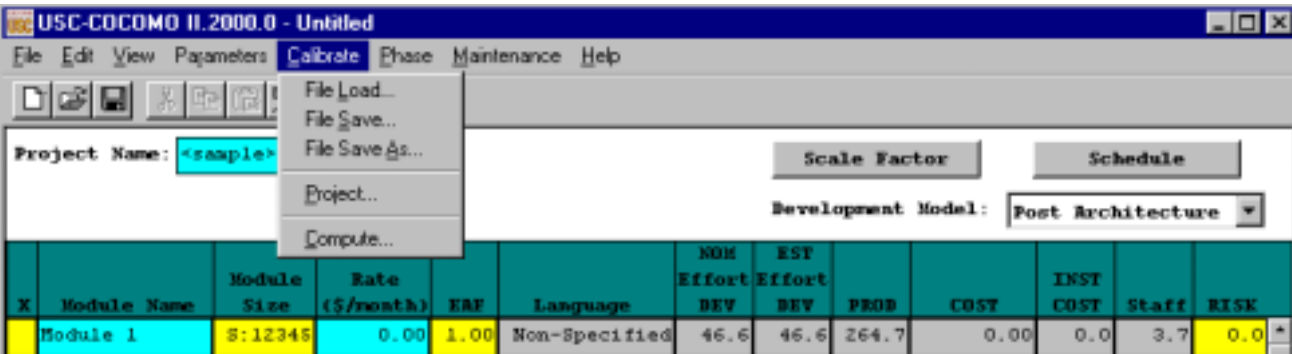 USC-COCOMO II.2000.0 - Untitled
File Edit View Parameters Calibrate Phase Maintenance Help
File Load...
File Save...
File Save As...
Project...
Compute...
Project Name: <sample>
Scale Factor Schedule
Development Model: Post Architecture
X Module Name Module Size Rate ($/month) EAF Language NOM Effort DEV EST Effort DEV PROD COST INST COST Staff RISK
Module 1 S:12345 0.00 1.00 Non-Specified 46.6 46.6 264.7 0.00 0.0 3.7 0.0